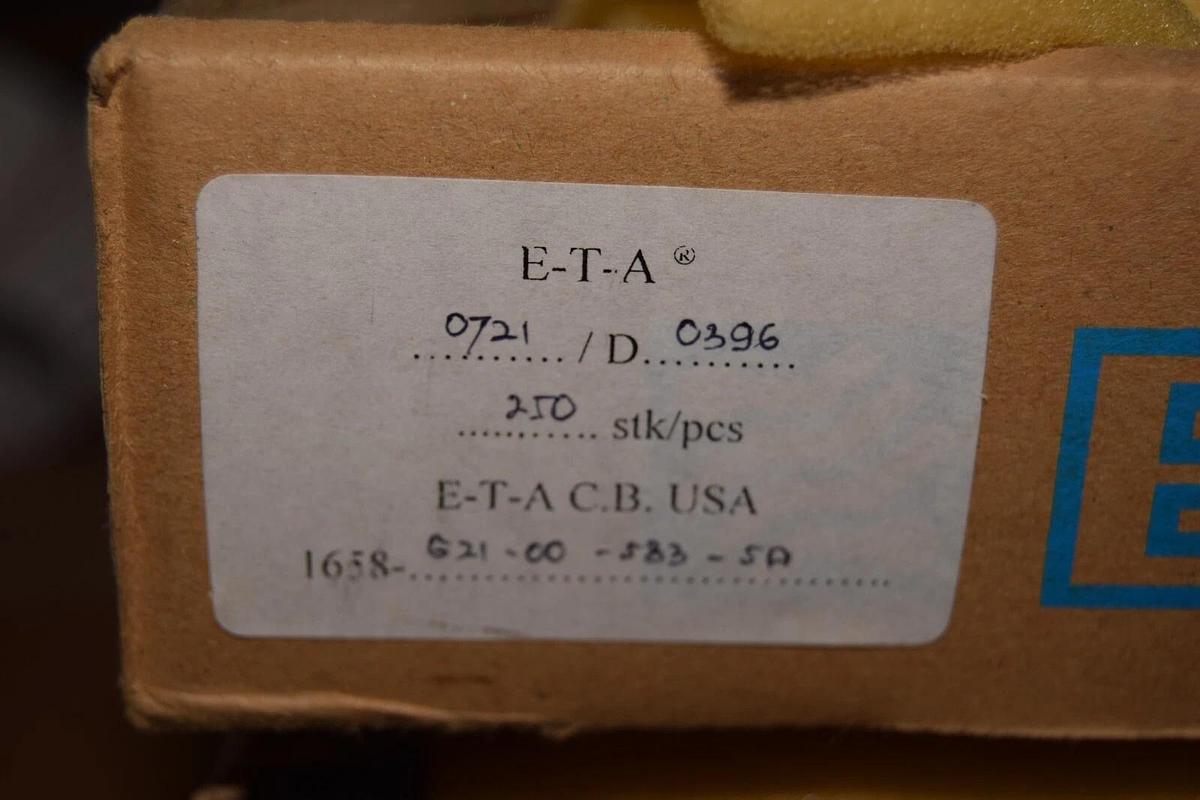 E-T-A ®
0721 / D 0396
250 stk/pcs
E-T-A C.B. USA
1658-G21-00-583-5A